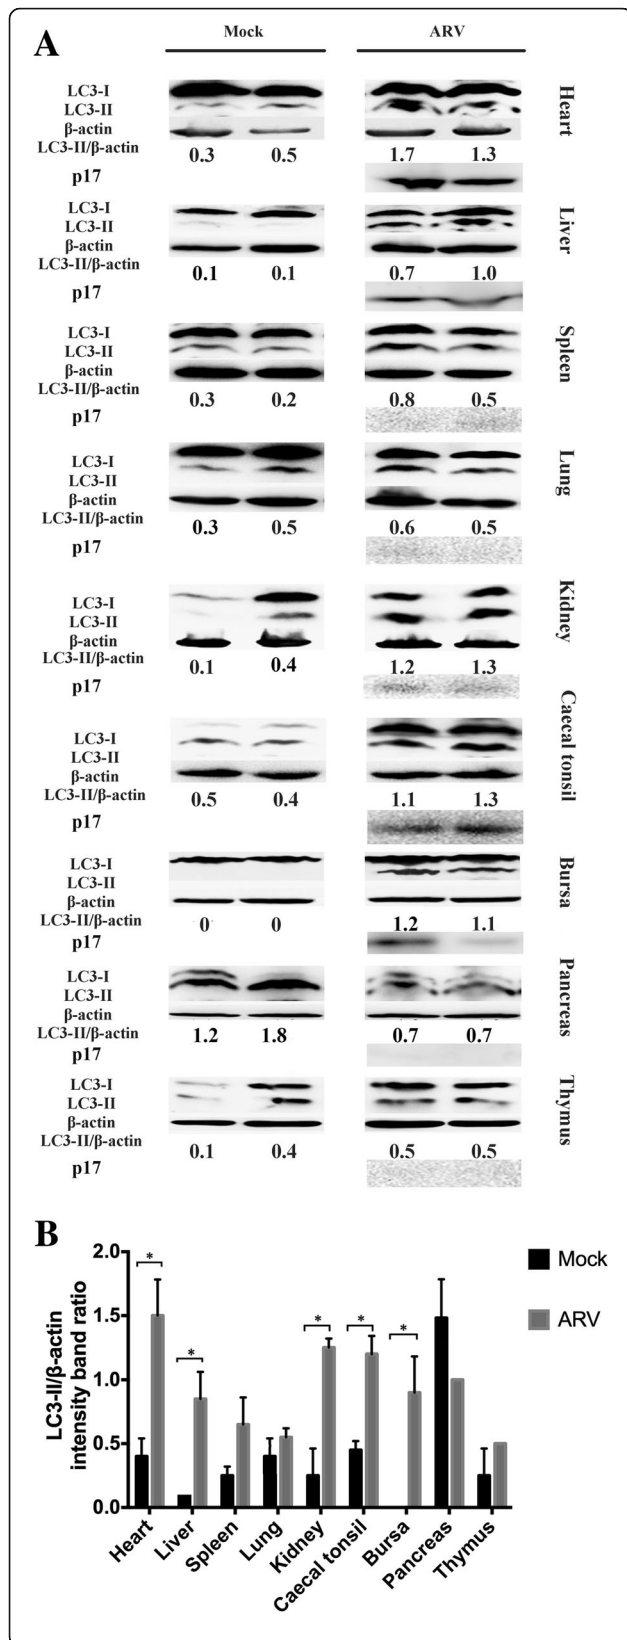 A
Mock ARV
LC3-I
LC3-II
β-actin
LC3-II/β-actin 0.3 0.5 1.7 1.3
p17
Heart
LC3-I
LC3-II
β-actin
LC3-II/β-actin 0.1 0.1 0.7 1.0
p17
Liver
LC3-I
LC3-II
β-actin
LC3-II/β-actin 0.3 0.2 0.8 0.5
p17
Spleen
LC3-I
LC3-II
β-actin
LC3-II/β-actin 0.3 0.5 0.6 0.5
p17
Lung
LC3-I
LC3-II
β-actin
LC3-II/β-actin 0.1 0.4 1.2 1.3
p17
Kidney
LC3-I
LC3-II
β-actin
LC3-II/β-actin 0.5 0.4 1.1 1.3
p17
Caecal tonsil
LC3-I
LC3-II
β-actin
LC3-II/β-actin 0 0 1.2 1.1
p17
Bursa
LC3-I
LC3-II
β-actin
LC3-II/β-actin 1.2 1.8 0.7 0.7
p17
Pancreas
LC3-I
LC3-II
β-actin
LC3-II/β-actin 0.1 0.4 0.5 0.5
p17
Thymus
B
LC3-II/β-actin
intensity band ratio
2.0
1.5
1.0
0.5
0.0
* * * * *
Heart Liver Spleen Lung Kidney Caecal tonsil Bursa Pancreas Thymus
Mock
ARV